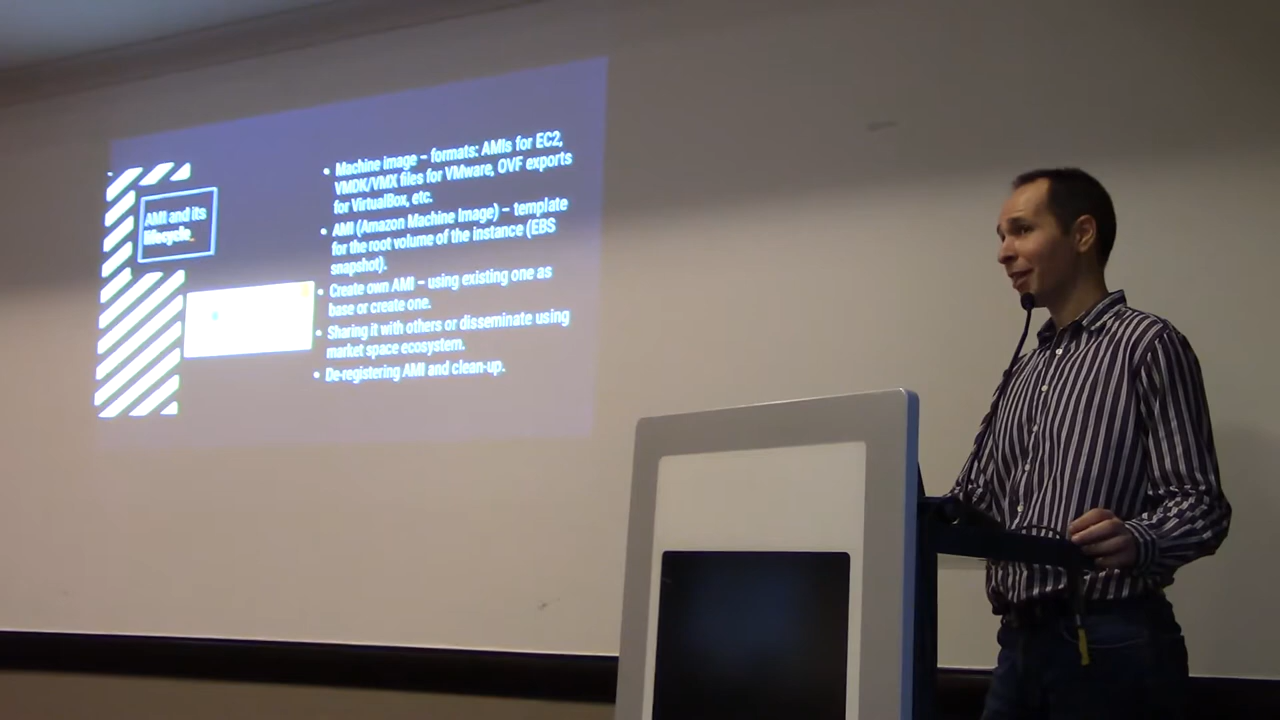 AMI and its
lifecycle.
• Machine image – formats: AMIs for EC2,
VMDK/VMX files for VMware, OVF exports
for VirtualBox, etc.
• AMI (Amazon Machine Image) – template
for the root volume of the instance (EBS
snapshot).
• Create own AMI – using existing one as
base or create one.
• Sharing it with others or disseminate using
market space ecosystem.
• De-registering AMI and clean-up.